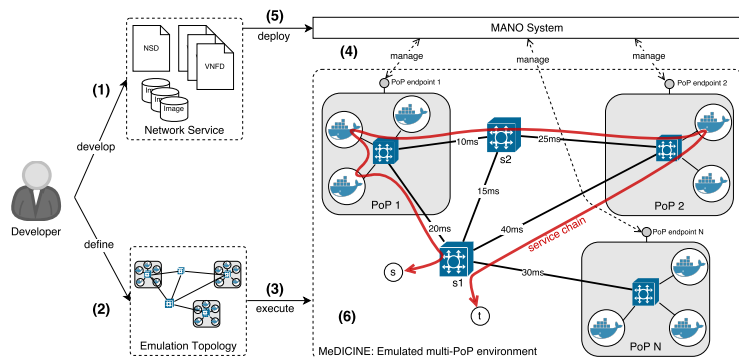 (5)
deploy
MANO System
(4)
manage
manage
manage
NSD
VNFD
Image
Network Service
(1)
develop
Developer
define
(2)
Emulation Topology
(3)
execute
PoP endpoint 1
PoP endpoint 2
PoP endpoint N
PoP 1
PoP 2
PoP N
10ms
s2
25ms
15ms
20ms
40ms
s1
30ms
service chain
s
t
(6)
MeDICINE: Emulated multi-PoP environment